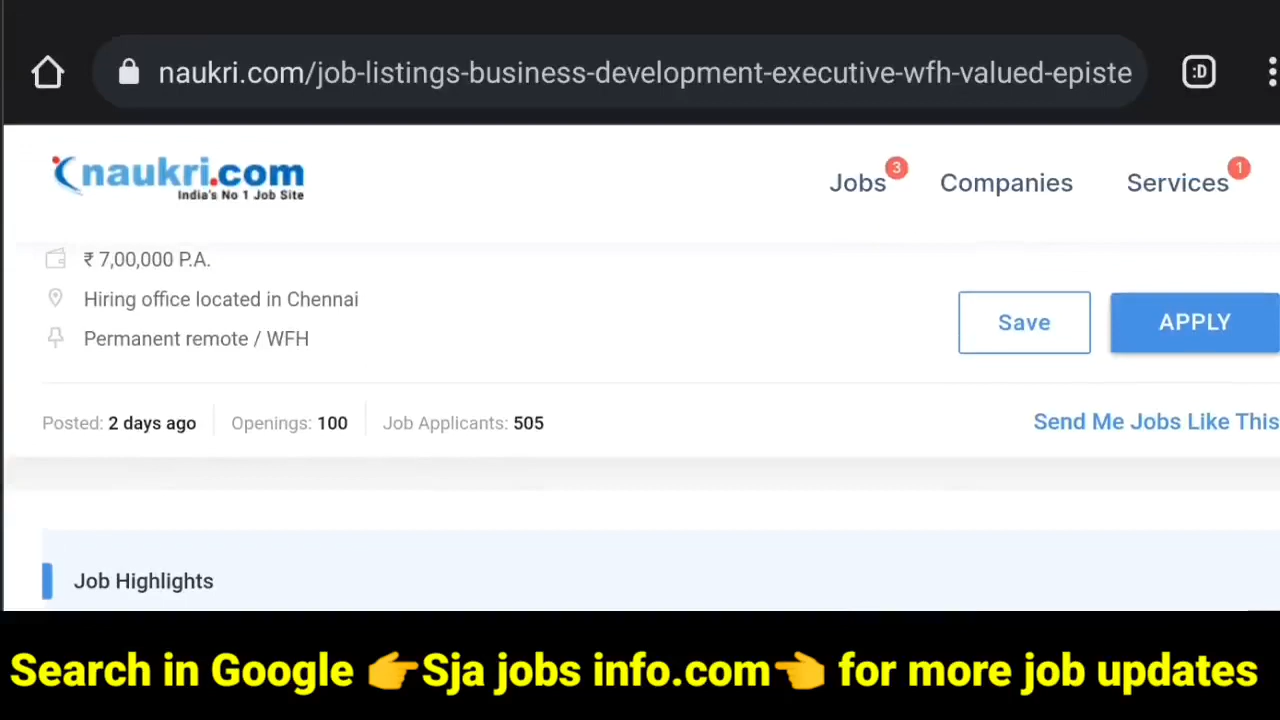 naukri.com/job-listings-business-development-executive-wfh-valued-episte
:D
naukri.com
India's No 1 Job Site
Jobs 3 Companies Services 1
₹ 7,00,000 P.A.
Hiring office located in Chennai
Permanent remote / WFH
Save APPLY
Posted: 2 days ago Openings: 100 Job Applicants: 505
Send Me Jobs Like This
Job Highlights
Search in Google 👉Sja jobs info.com👈 for more job updates